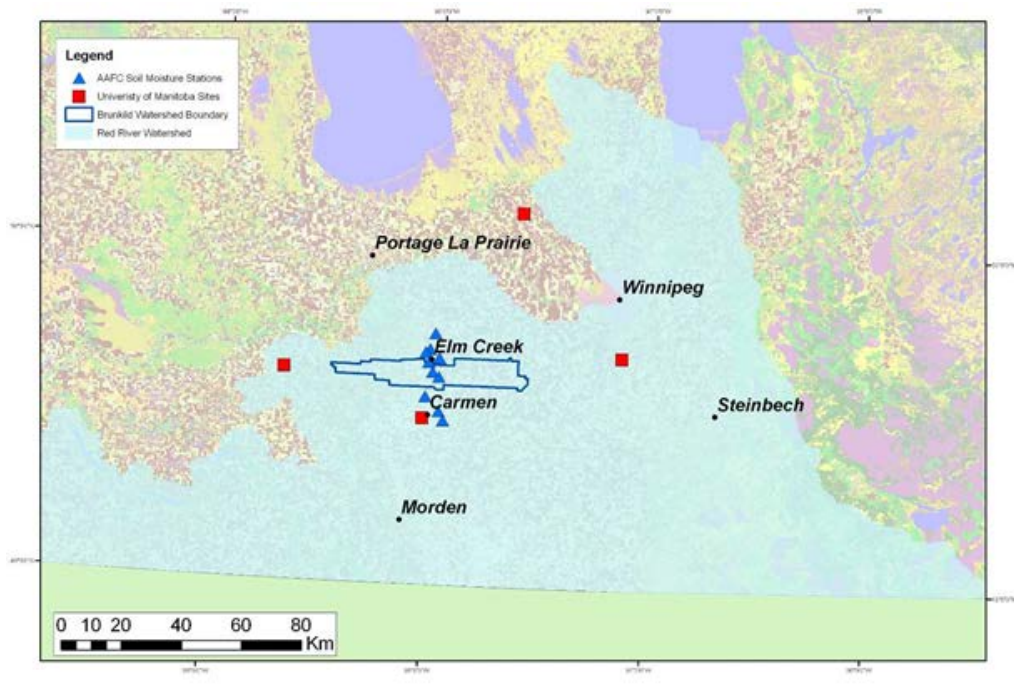 Legend
AAFC Soil Moisture Stations
Univeristy of Manitoba Sites
Brunkild Watershed Boundary
Red River Watershed
Portage La Prairie
Winnipeg
Elm Creek
Carmen
Steinbech
Morden
0 10 20 40 60 80
Km